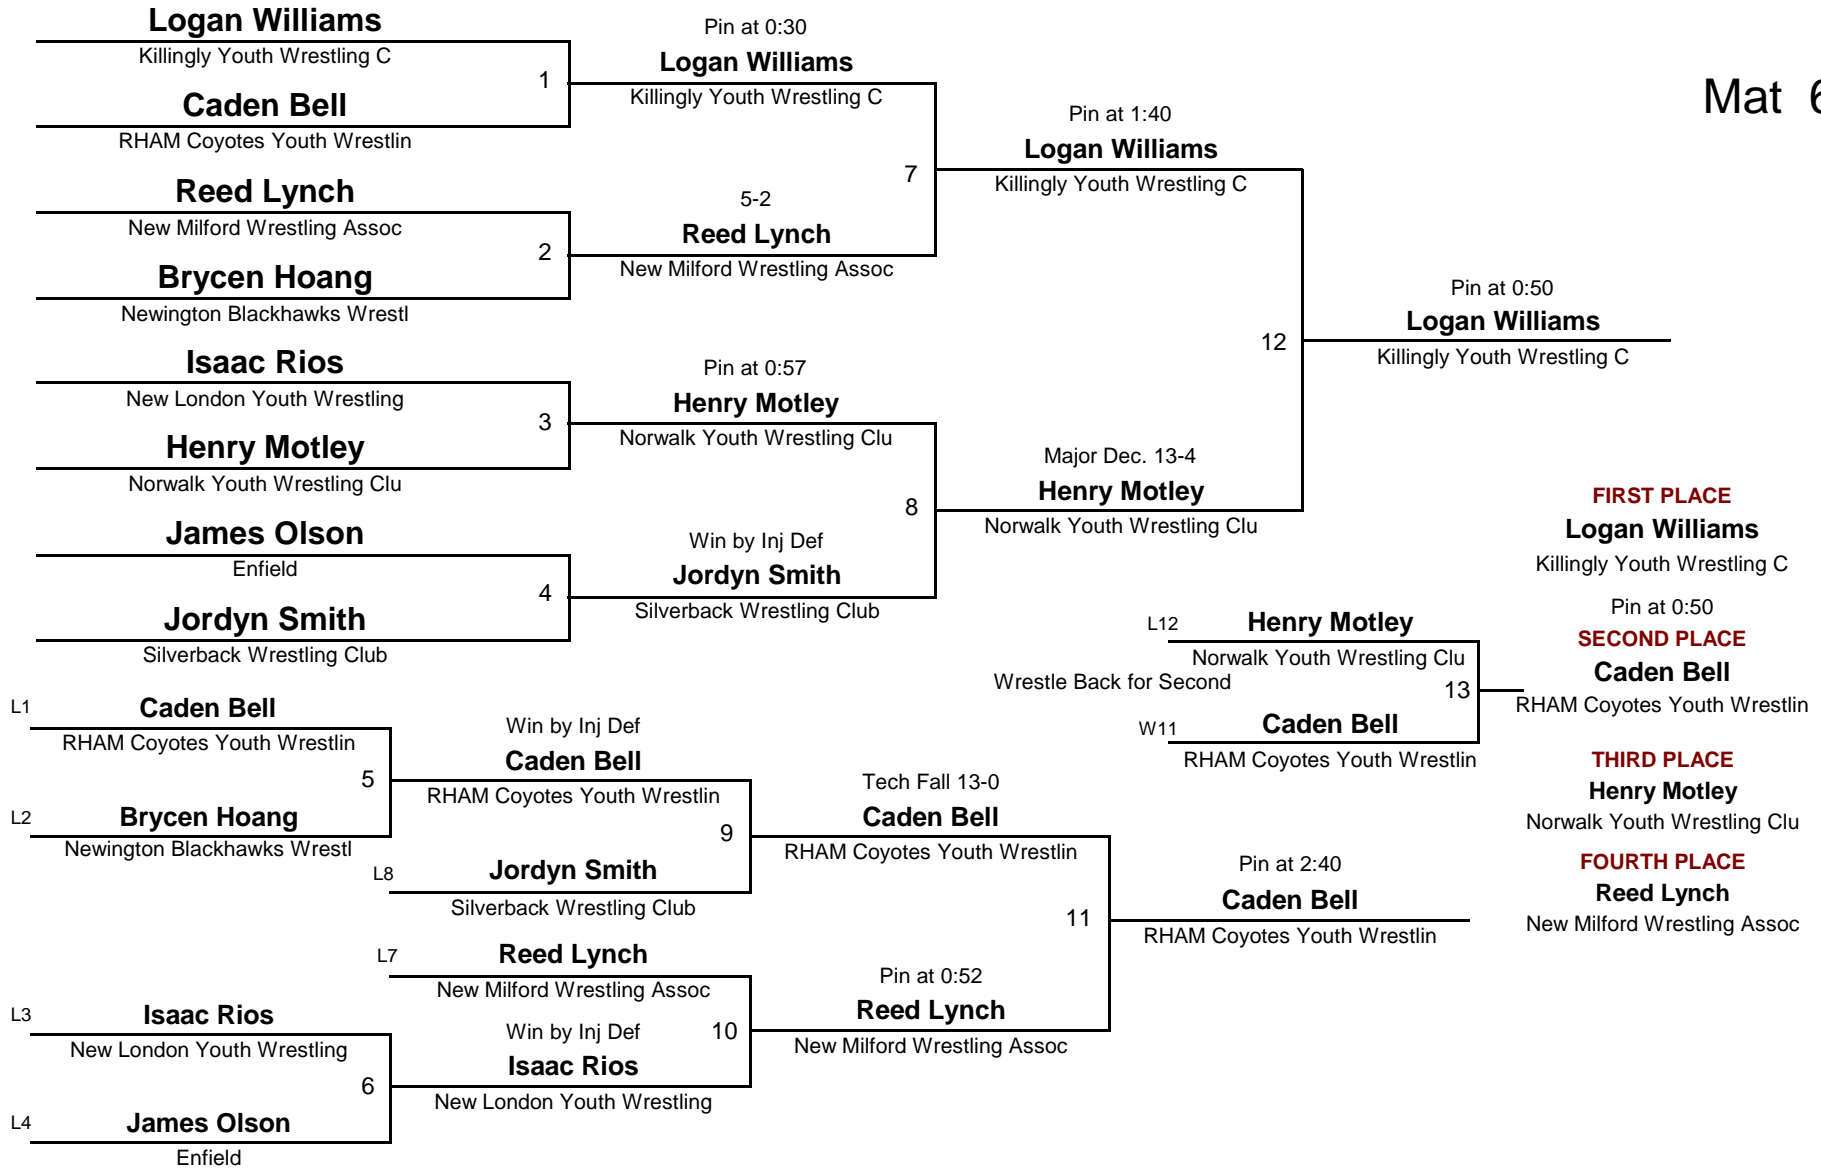 Logan Williams
Killingly Youth Wrestling C
1
Caden Bell
RHAM Coyotes Youth Wrestlin
Reed Lynch
New Milford Wrestling Assoc
2
Brycen Hoang
Newington Blackhawks Wrestl
Isaac Rios
New London Youth Wrestling
3
Henry Motley
Norwalk Youth Wrestling Clu
James Olson
Enfield
4
Jordyn Smith
Silverback Wrestling Club
Pin at 0:30
Logan Williams
Killingly Youth Wrestling C
7
5-2
Reed Lynch
New Milford Wrestling Assoc
Pin at 0:57
Henry Motley
Norwalk Youth Wrestling Clu
8
Win by Inj Def
Jordyn Smith
Silverback Wrestling Club
Pin at 1:40
Logan Williams
Killingly Youth Wrestling C
12
Major Dec. 13-4
Henry Motley
Norwalk Youth Wrestling Clu
Mat 6
Pin at 0:50
Logan Williams
Killingly Youth Wrestling C
L1
Caden Bell
RHAM Coyotes Youth Wrestlin
5
L2
Brycen Hoang
Newington Blackhawks Wrestl
L3
Isaac Rios
New London Youth Wrestling
6
L4
James Olson
Enfield
Win by Inj Def
Caden Bell
RHAM Coyotes Youth Wrestlin
9
L8
Jordyn Smith
Silverback Wrestling Club
L7
Reed Lynch
New Milford Wrestling Assoc
10
Win by Inj Def
Isaac Rios
New London Youth Wrestling
Tech Fall 13-0
Caden Bell
RHAM Coyotes Youth Wrestlin
11
Pin at 0:52
Reed Lynch
New Milford Wrestling Assoc
Pin at 2:40
Caden Bell
RHAM Coyotes Youth Wrestlin
L12
Henry Motley
Norwalk Youth Wrestling Clu
Wrestle Back for Second
13
W11
Caden Bell
RHAM Coyotes Youth Wrestlin
FIRST PLACE
Logan Williams
Killingly Youth Wrestling C
Pin at 0:50
SECOND PLACE
Caden Bell
RHAM Coyotes Youth Wrestlin
THIRD PLACE
Henry Motley
Norwalk Youth Wrestling Clu
FOURTH PLACE
Reed Lynch
New Milford Wrestling Assoc